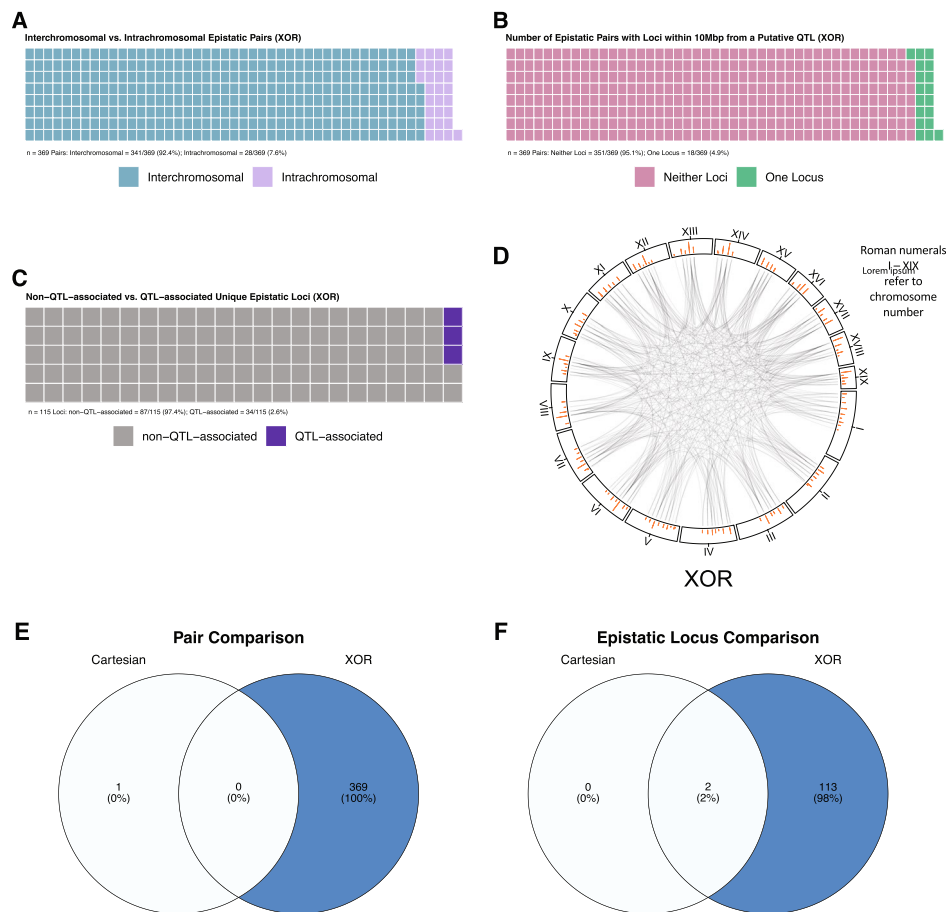 A
Interchromosomal vs. Intrachromosomal Epistatic Pairs (XOR)
n = 369 Pairs: Interchromosomal = 341/369 (92.4%); Intrachromosomal = 28/369 (7.6%)
Interchromosomal
Intrachromosomal
B
Number of Epistatic Pairs with Loci within 10Mbp from a Putative QTL (XOR)
n = 369 Pairs: Neither Loci = 351/369 (95.1%); One Locus = 18/369 (4.9%)
Neither Loci
One Locus
C
Non−QTL−associated vs. QTL−associated Unique Epistatic Loci (XOR)
n = 115 Loci: non−QTL−associated = 87/115 (97.4%); QTL−associated = 34/115 (2.6%)
non−QTL−associated
QTL−associated
D
Roman numerals
I – XIX
Lorem ipsum
refer to
chromosome
number
I
II
III
IV
V
VI
VII
VIII
IX
X
XI
XII
XIII
XIV
XV
XVI
XVII
XVIII
XIX
XOR
E
Pair Comparison
Cartesian
XOR
1
(0%)
0
(0%)
369
(100%)
F
Epistatic Locus Comparison
Cartesian
XOR
0
(0%)
2
(2%)
113
(98%)